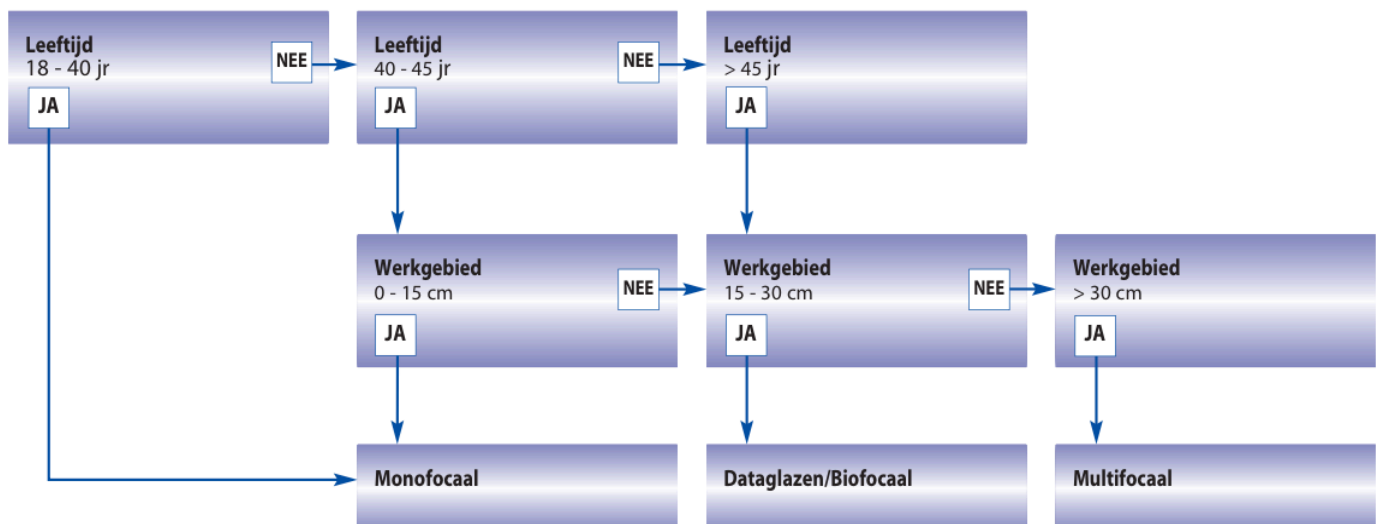 Leeftijd
18 - 40 jr
NEE
JA
Leeftijd
40 - 45 jr
NEE
JA
Leeftijd
> 45 jr
JA
Werkgebied
0 - 15 cm
NEE
JA
Werkgebied
15 - 30 cm
NEE
JA
Werkgebied
> 30 cm
JA
Monofocaal
Dataglazen/Biofocaal
Multifocaal